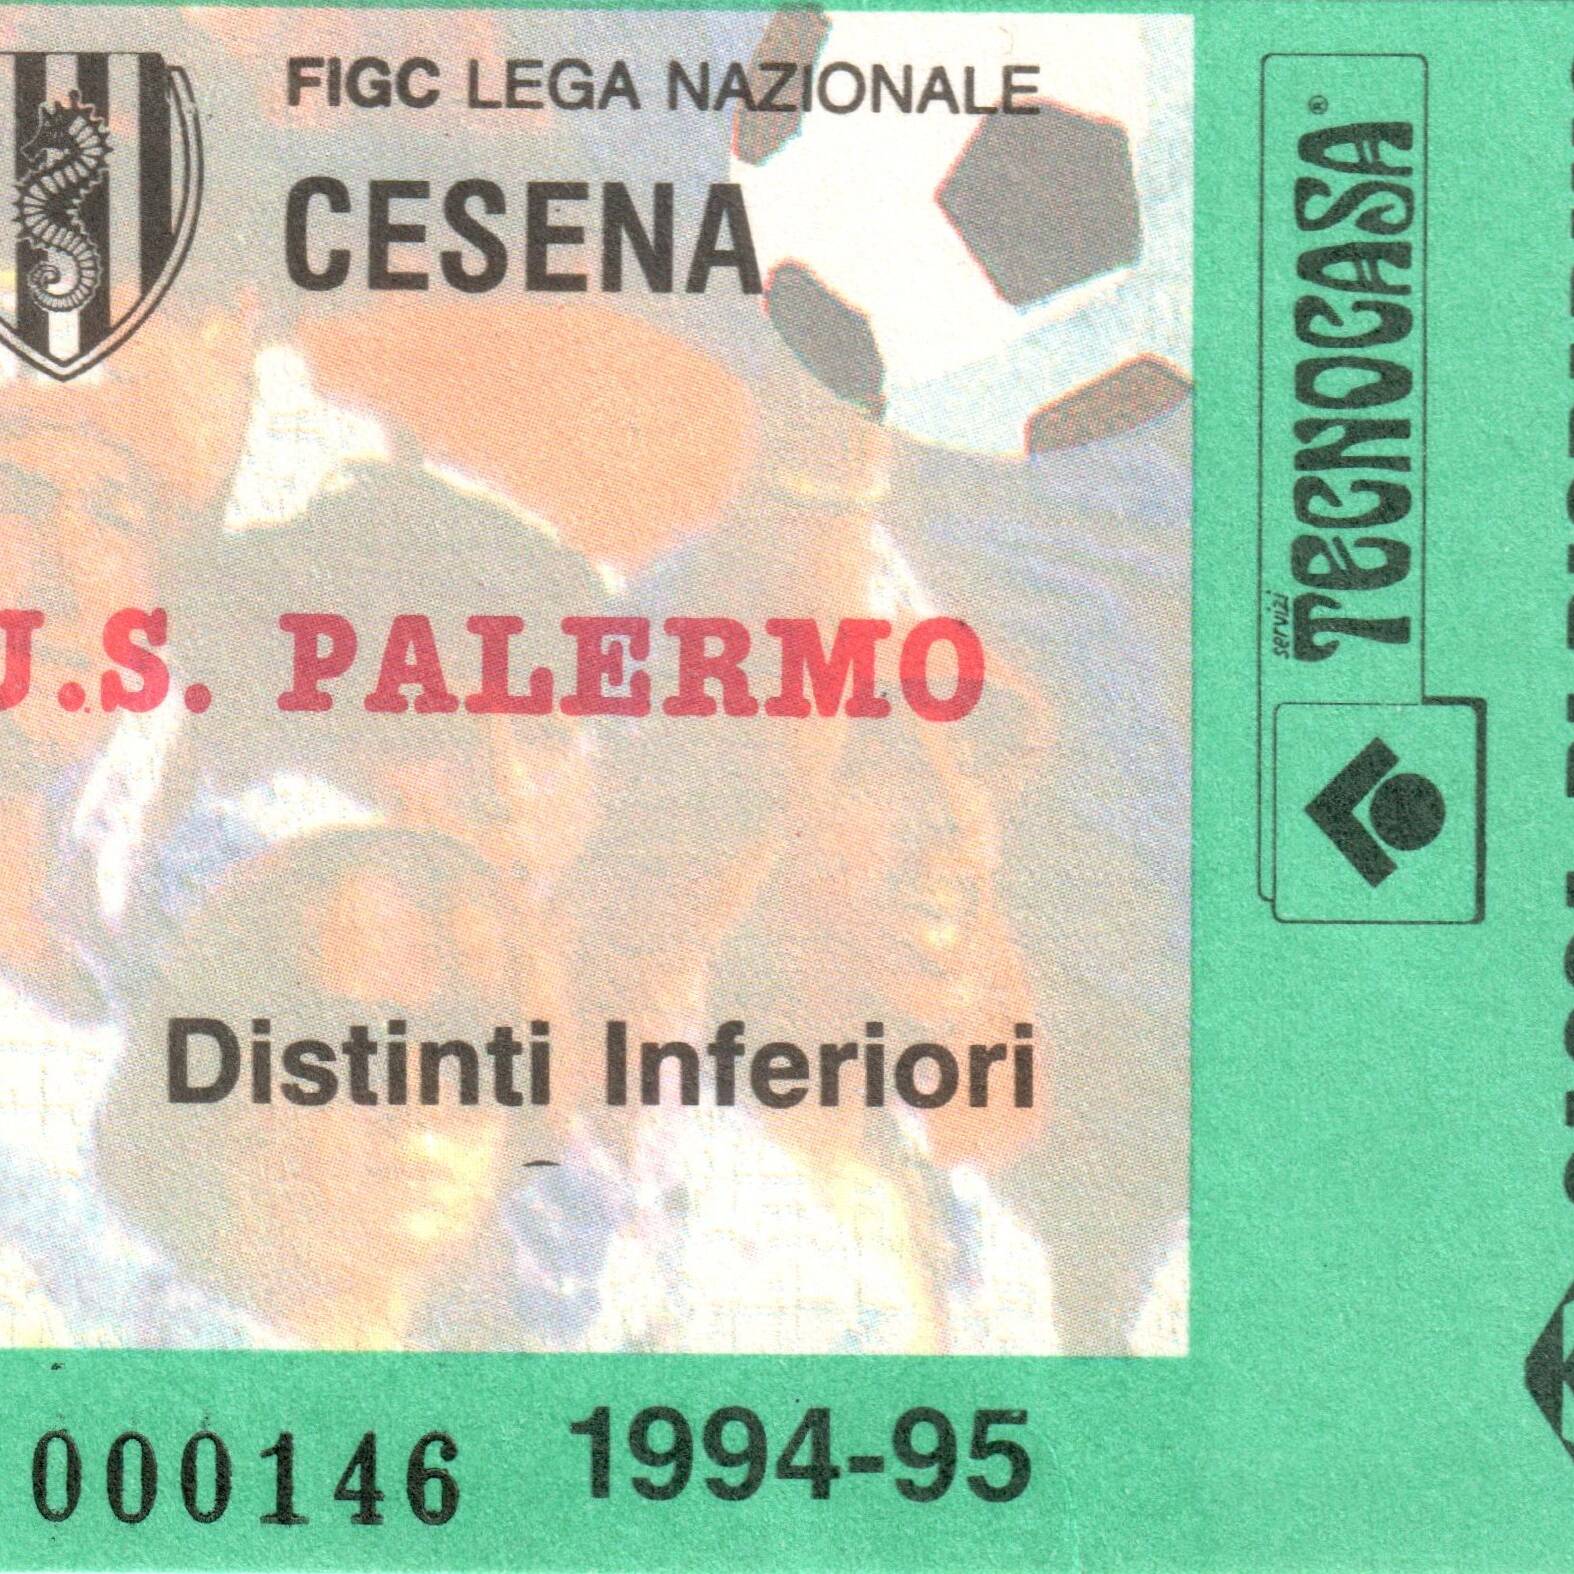 FIGC LEGA NAZIONALE
CESENA
U.S. PALERMO
Distinti Inferiori
000146
1994-95
servizi
TECNOCASA®